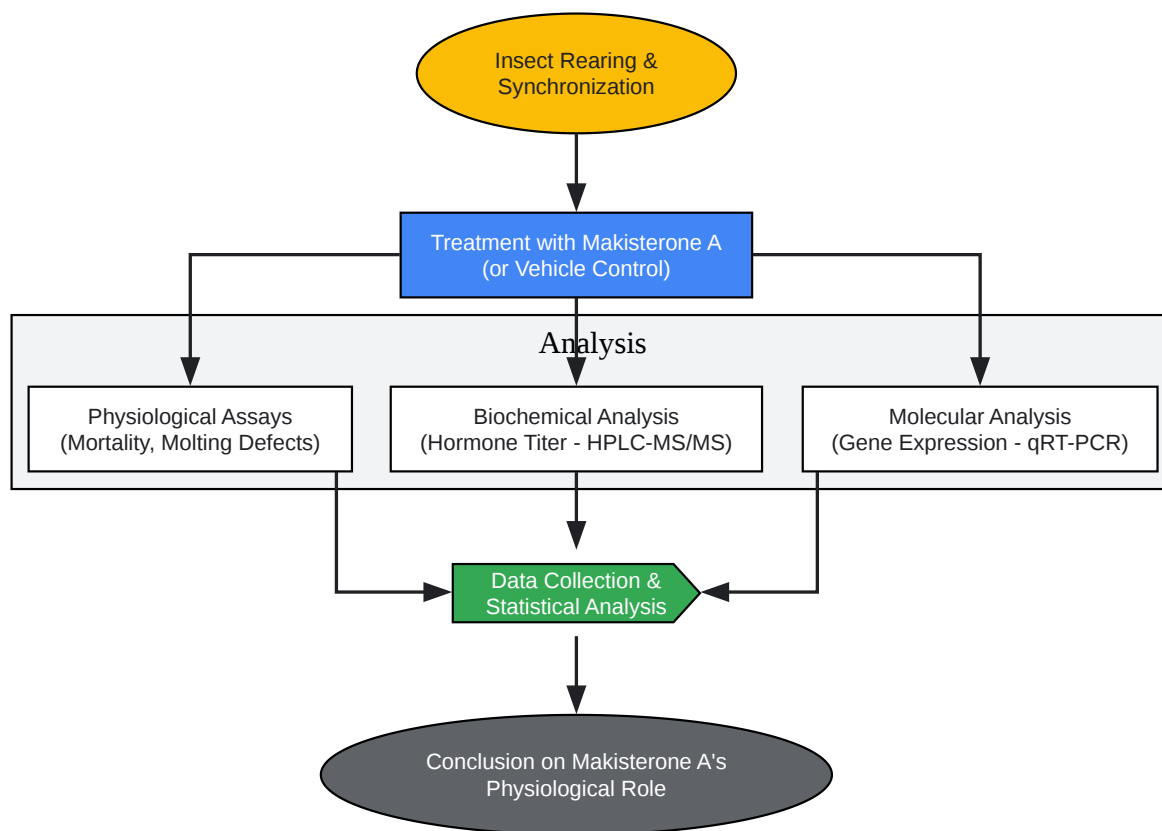 Insect Rearing &
Synchronization
Treatment with Makisterone A
(or Vehicle Control)
Analysis
Physiological Assays
(Mortality, Molting Defects)
Biochemical Analysis
(Hormone Titer - HPLC-MS/MS)
Molecular Analysis
(Gene Expression - qRT-PCR)
Data Collection &
Statistical Analysis
Conclusion on Makisterone A's
Physiological Role